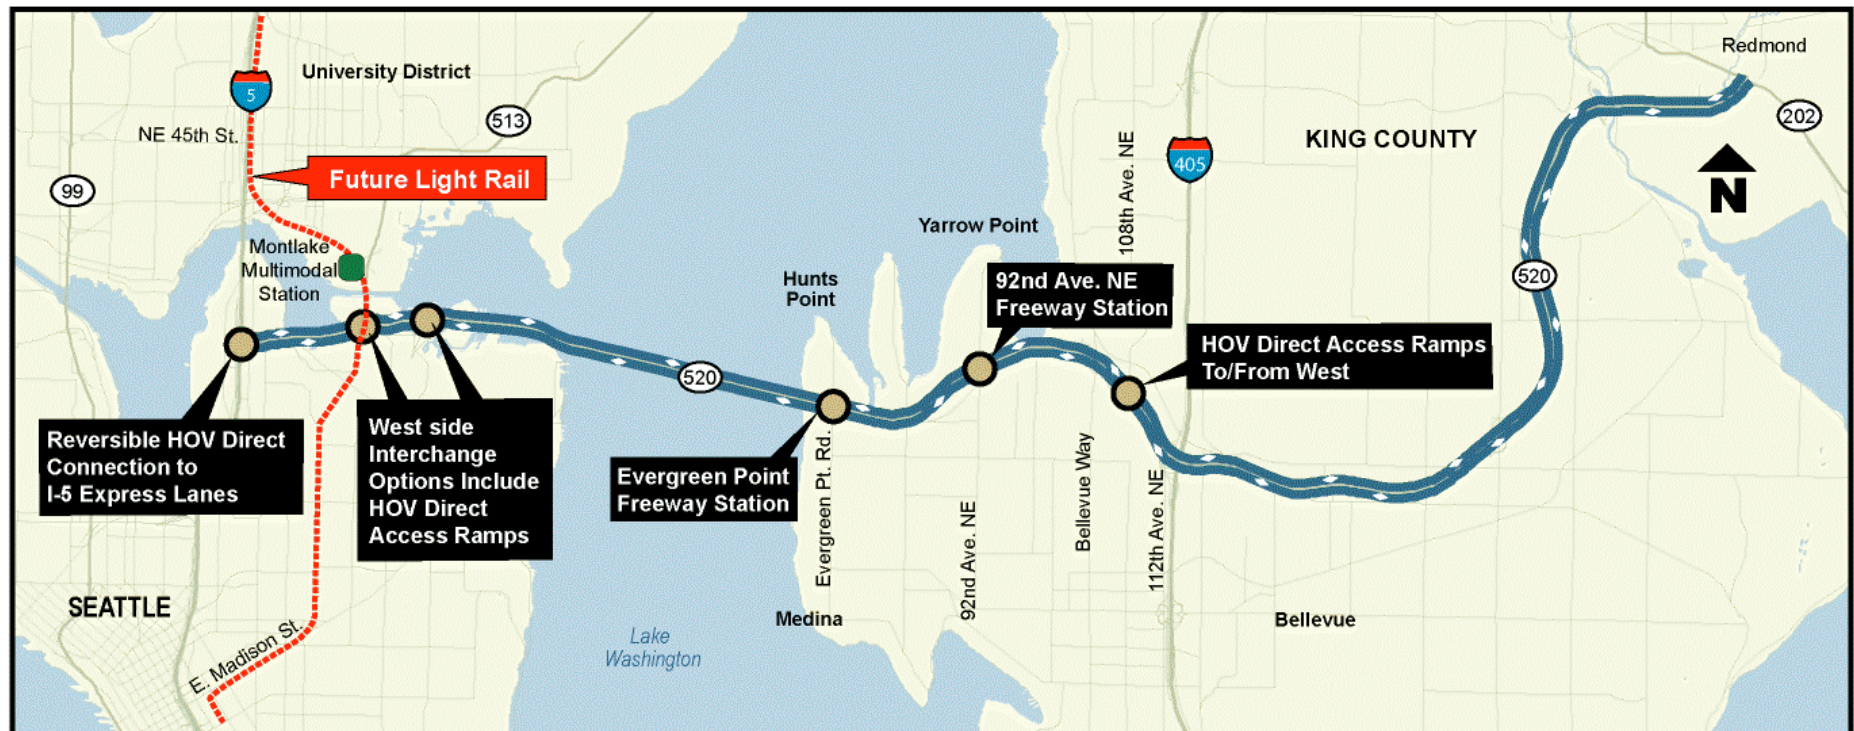 Redmond
University District
5
513
202
NE 45th St.
KING COUNTY
108th Ave. NE
405
N
Future Light Rail
99
Yarrow Point
Montlake
Multimodal
Station
Hunts
Point
92nd Ave. NE
Freeway Station
520
HOV Direct Access Ramps
To/From West
520
Reversible HOV Direct
Connection to
I-5 Express Lanes
West side
Interchange
Options Include
HOV Direct
Access Ramps
Evergreen Point
Freeway Station
Evergreen Pt. Rd.
92nd Ave. NE
Bellevue Way
112th Ave. NE
SEATTLE
E. Madison St.
Lake
Washington
Medina
Bellevue